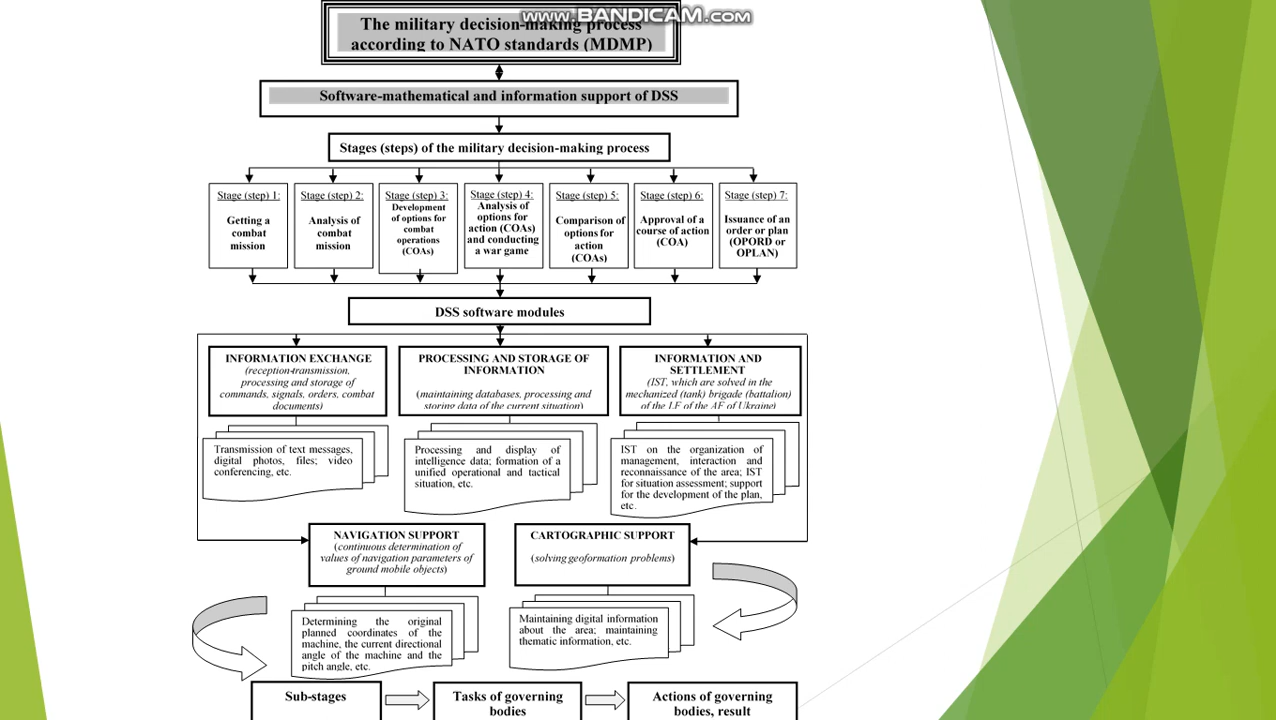 www.BANDICAM.com
The military decision-making process
according to NATO standards (MDMP)
Software-mathematical and information support of DSS
Stages (steps) of the military decision-making process
Stage (step) 1:
Getting a
combat
mission
Stage (step) 2:
Analysis of
combat
mission
Stage (step) 3:
Development
of options for
combat
operations
(COAs)
Stage (step) 4:
Analysis of
options for
action (COAs)
and conducting
a war game
Stage (step) 5:
Comparison of
options for
action
(COAs)
Stage (step) 6:
Approval of a
course of action
(COA)
Stage (step) 7:
Issuance of an
order or plan
(OPORD or
OPLAN)
DSS software modules
INFORMATION EXCHANGE
(reception-transmission,
processing and storage of
commands, signals, orders, combat
documents)
PROCESSING AND STORAGE OF
INFORMATION
(maintaining databases, processing and
storing data of the current situation)
INFORMATION AND
SETTLEMENT
(IST, which are solved in the
mechanized (tank) brigade (battalion)
of the LF of the AF of Ukraine)
Transmission of text messages,
digital photos, files; video
conferencing, etc.
Processing and display of
intelligence data; formation of a
unified operational and tactical
situation, etc.
IST on the organization of
management, interaction and
reconnaissance of the area; IST
for situation assessment; support
for the development of the plan,
etc.
NAVIGATION SUPPORT
(continuous determination of
values of navigation parameters of
ground mobile objects)
CARTOGRAPHIC SUPPORT
(solving geoformation problems)
Determining the original
planned coordinates of the
machine, the current directional
angle of the machine and the
pitch angle, etc.
Maintaining digital information
about the area; maintaining
thematic information, etc.
Sub-stages
Tasks of governing
bodies
Actions of governing
bodies, result